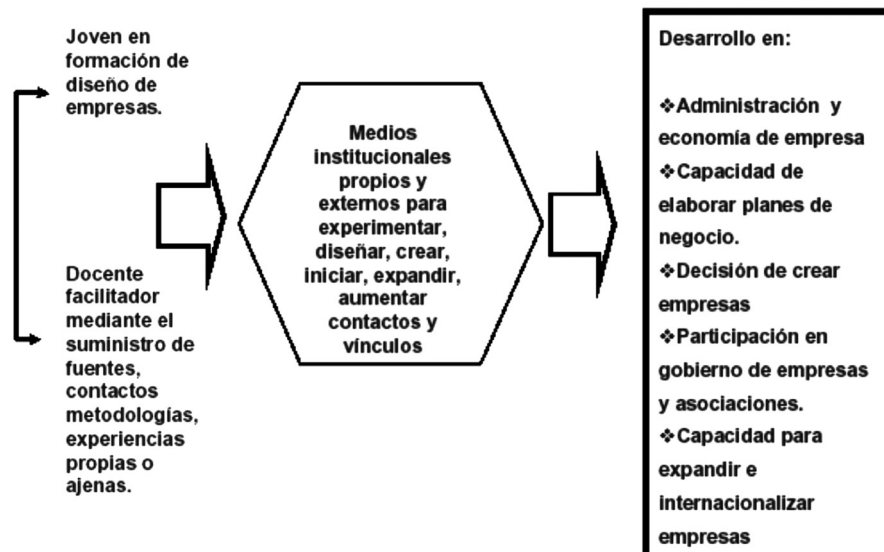 Joven en
formación de
diseño de
empresas.
Docente
facilitador
mediante el
suministro de
fuentes,
contactos
metodologías,
experiencias
propias o
ajenas.
Medios
institucionales
propios y
externos para
experimentar,
diseñar, crear,
iniciar, expandir,
aumentar
contactos y
vínculos
Desarrollo en:
❖Administración y
economía de empresa
❖Capacidad de
elaborar planes de
negocio.
❖Decisión de crear
empresas
❖Participación en
gobierno de empresas
y asociaciones.
❖Capacidad para
expandir e
internacionalizar
empresas